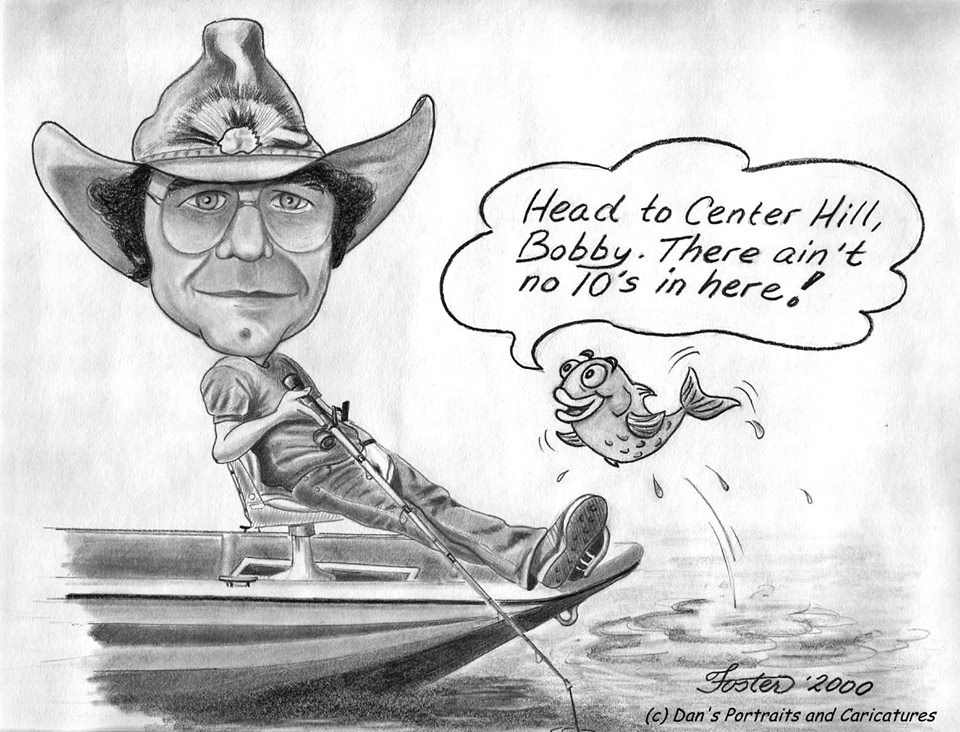 Head to Center Hill,
Bobby. There ain't
no 10's in here!
Foster '2000
(c) Dan's Portraits and Caricatures